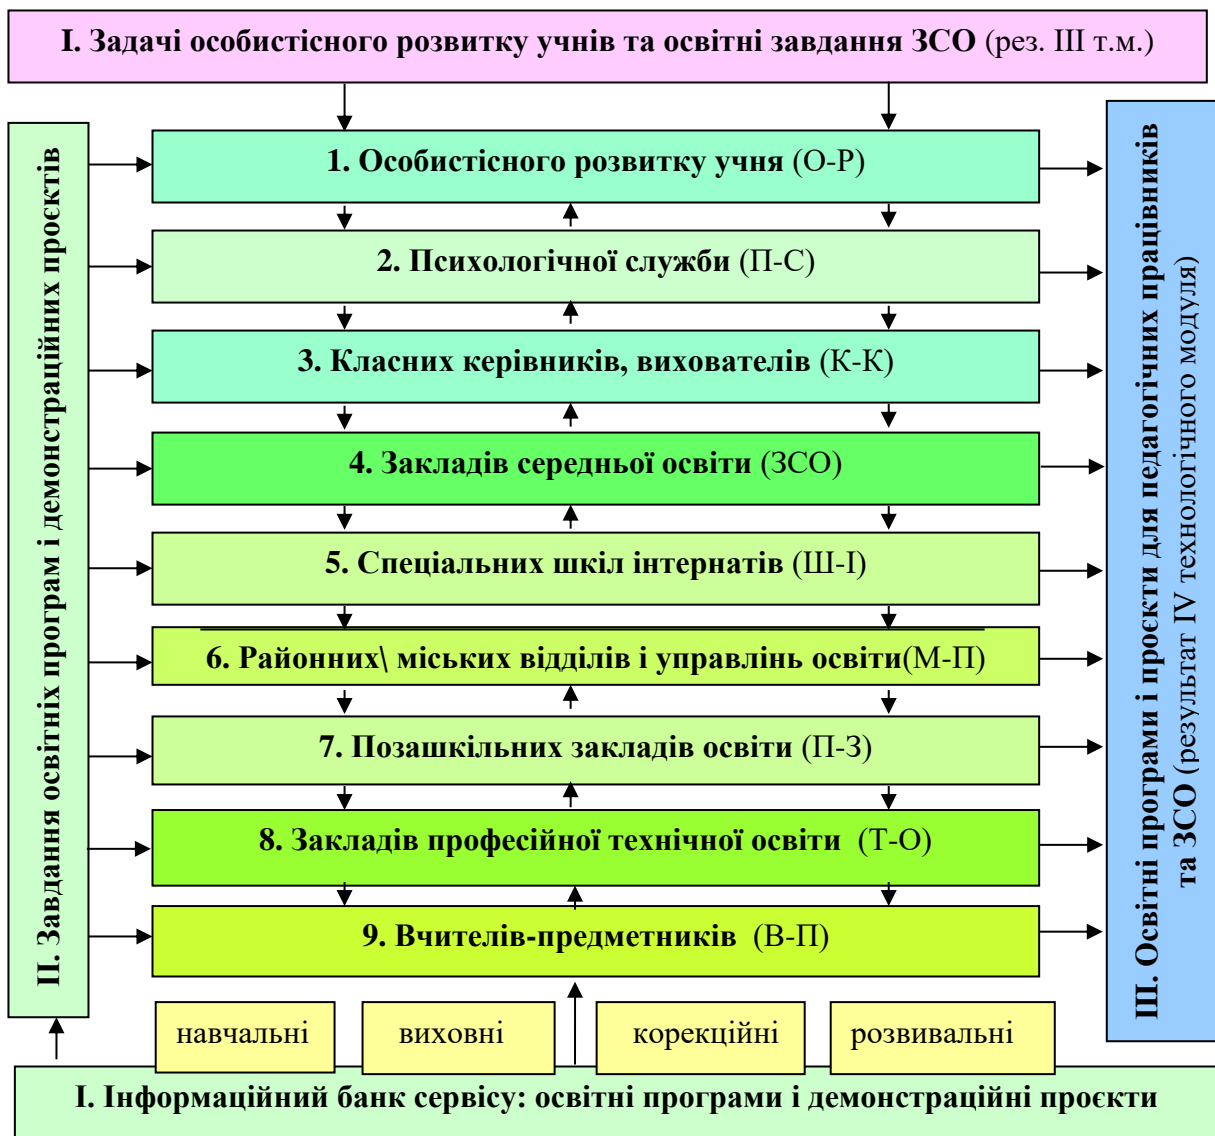 І. Задачі особистісного розвитку учнів та освітні завдання ЗСО (рез. ІІІ т.м.)
ІІ. Завдання освітніх програм і демонстраційних проєктів
1. Особистісного розвитку учня (О-Р)
2. Психологічної служби (П-С)
3. Класних керівників, вихователів (К-К)
4. Закладів середньої освіти (ЗСО)
5. Спеціальних шкіл інтернатів (Ш-І)
6. Районних\ міських відділів і управлінь освіти(М-П)
7. Позашкільних закладів освіти (П-З)
8. Закладів професійної технічної освіти (Т-О)
9. Вчителів-предметників (В-П)
ІІІ. Освітні програми і проєкти для педагогічних працівників
та ЗСО (результат IV технологічного модуля)
навчальні
виховні
корекційні
розвивальні
І. Інформаційний банк сервісу: освітні програми і демонстраційні проєкти